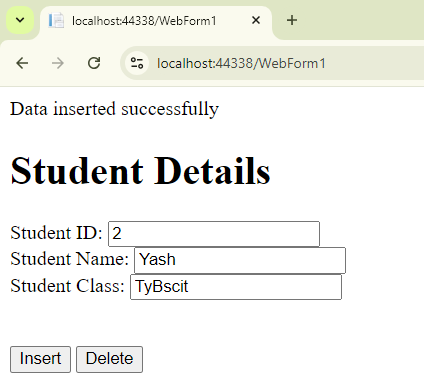 localhost:44338/WebForm1
localhost:44338/WebForm1
Data inserted successfully
Student Details
Student ID: 2
Student Name: Yash
Student Class: TyBscit
Insert Delete